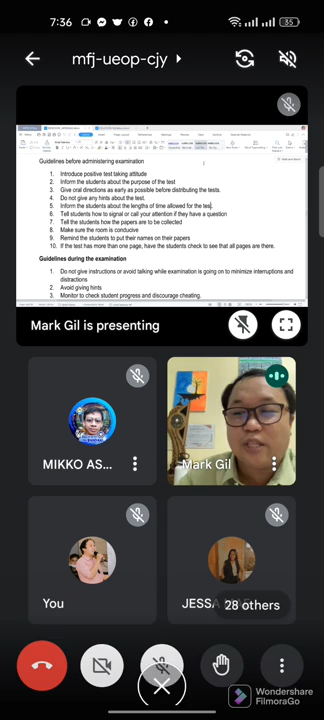 7:36
35
mfj-ueop-cjy
Guidelines before administering examination
1. Introduce positive test taking attitude
2. Inform the students about the purpose of the test
3. Give oral directions as early as possible before distributing the tests.
4. Do not give any hints about the test.
5. Inform the students about the lengths of time allowed for the test.
6. Tell students how to signal or call your attention if they have a question
7. Tell the students how the papers are to be collected
8. Make sure the room is conducive
9. Remind the students to put their names on their papers
10. If the test has more than one page, have the students check to see that all pages are there.
Guidelines during the examination
1. Do not give instructions or avoid talking while examination is going on to minimize interruptions and
distractions
2. Avoid giving hints
3. Monitor to check student progress and discourage cheating.
Mark Gil is presenting
MIKKO AS...
Mark Gil
You
JESSA
28 others
Wondershare
FilmoraGo